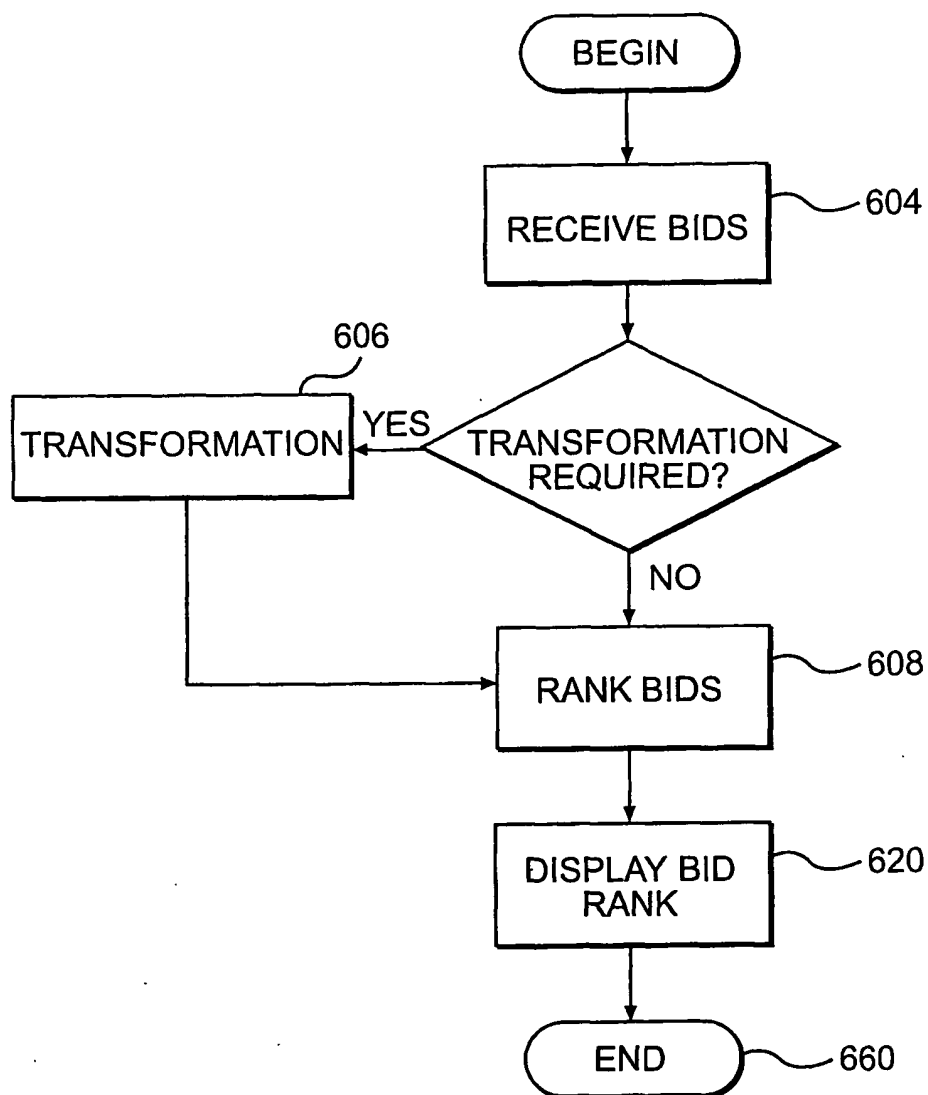 BEGIN
RECEIVE BIDS
604
606
TRANSFORMATION
YES
TRANSFORMATION
REQUIRED?
NO
RANK BIDS
608
DISPLAY BID
RANK
620
END
660